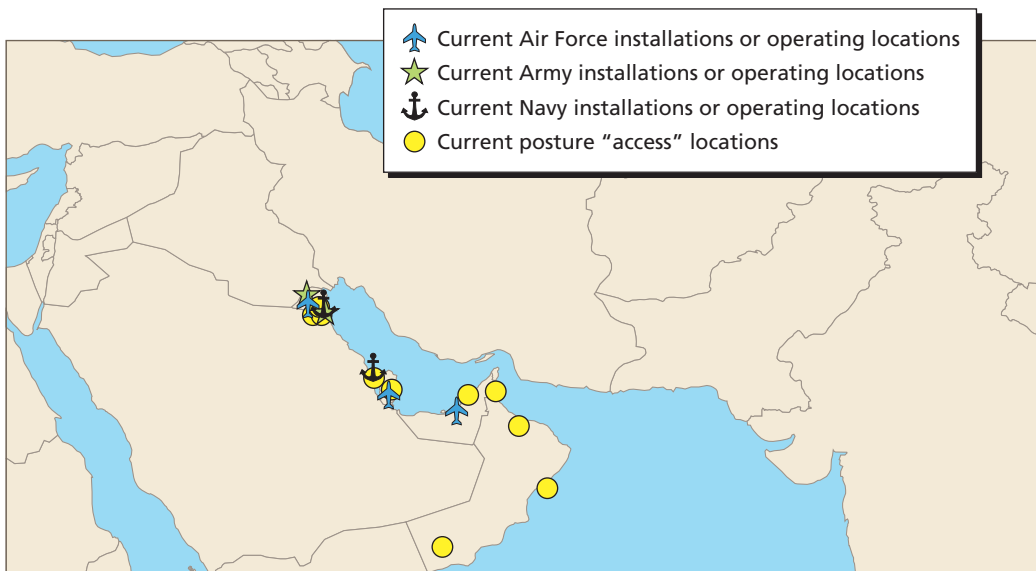 Current Air Force installations or operating locations
Current Army installations or operating locations
Current Navy installations or operating locations
Current posture “access” locations